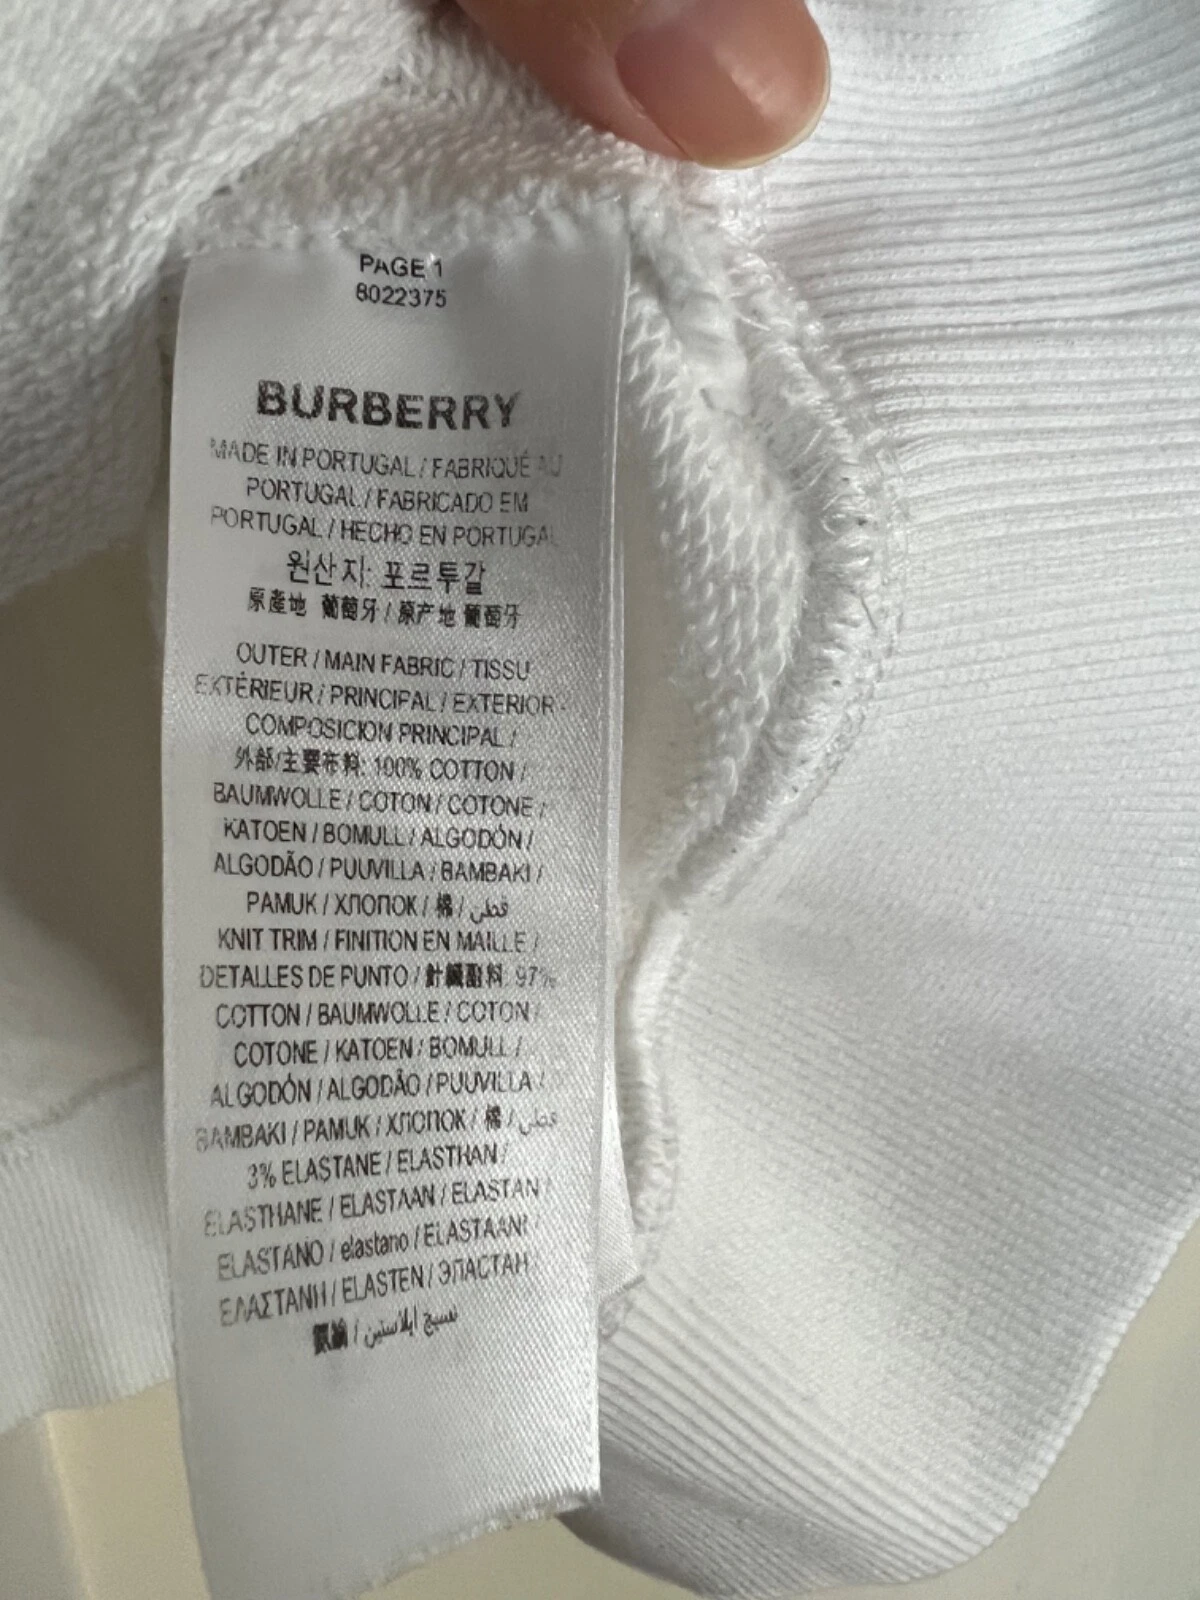 PAGE 1
8022375
BURBERRY
MADE IN PORTUGAL / FABRIQUÉ AU
PORTUGAL / FABRICADO EM
PORTUGAL / HECHO EN PORTUGAL
원산지: 포르투갈
原產地 葡萄牙 / 原产地 葡萄牙
OUTER / MAIN FABRIC / TISSU
EXTÉRIEUR / PRINCIPAL / EXTERIOR -
COMPOSICION PRINCIPAL /
外部/主要布料: 100% COTTON /
BAUMWOLLE / COTON / COTONE /
KATOEN / BOMULL / ALGODÓN /
ALGODÃO / PUUVILLA / BAMBAKI /
PAMUK / ХЛОПОК / 棉 / قطن
KNIT TRIM / FINITION EN MAILLE /
DETALLES DE PUNTO / 97%
COTTON / BAUMWOLLE / COTON /
COTONE / KATOEN / BOMULL /
ALGODÓN / ALGODÃO / PUUVILLA /
BAMBAKI / PAMUK / ХЛОПОК / 棉 / قطن
3% ELASTANE / ELASTHAN /
ELASTHANE / ELASTAAN / ELASTAN /
ELASTANO / elastano / ELASTAANI /
ΕΛΑΣΤΑΝΗ / ELASTEN / ЭЛАСТАН /
/ نسيج ايلاستين